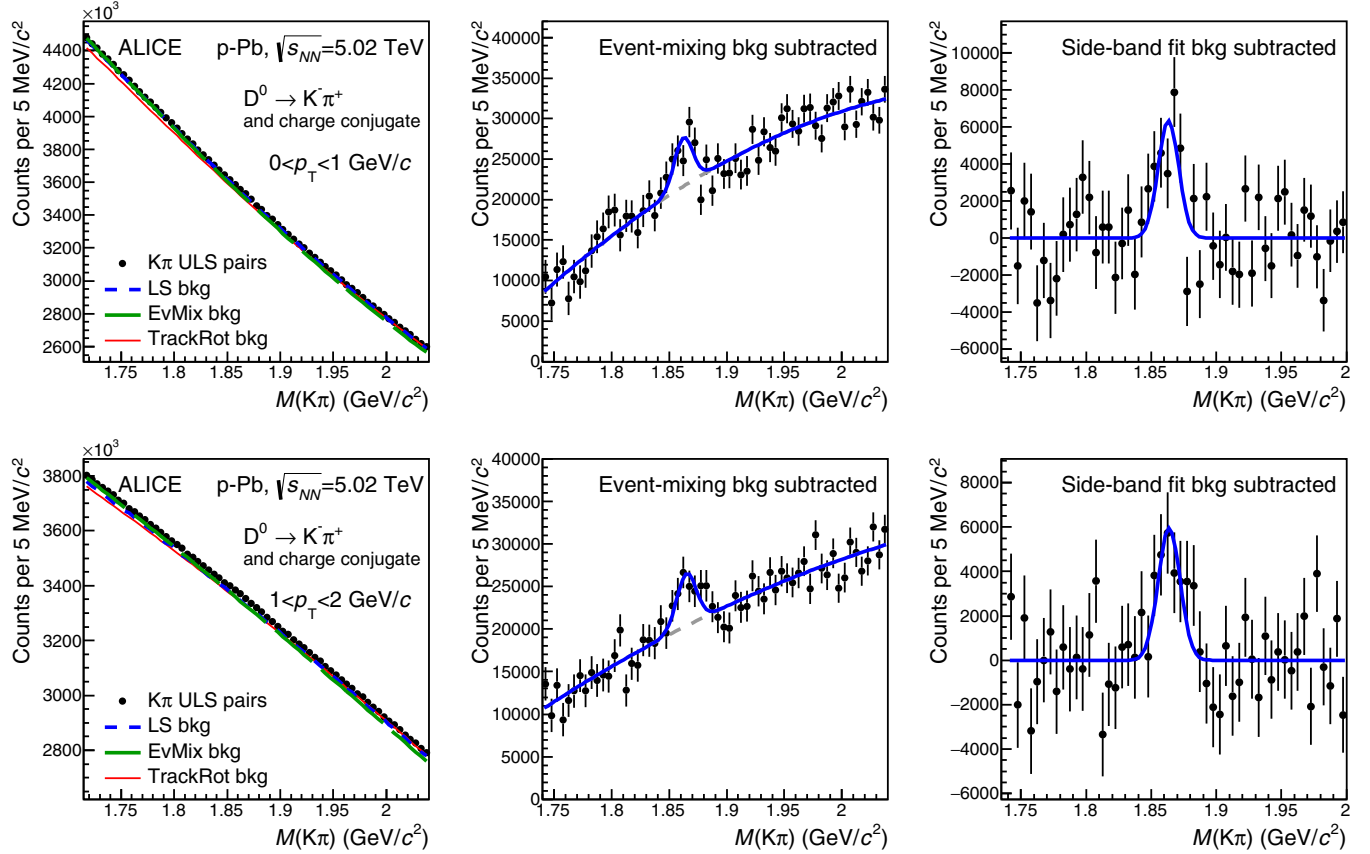 ×10³
Counts per 5 MeV/c²
ALICE
p-Pb, √s_NN=5.02 TeV
D⁰ → K⁻π⁺
and charge conjugate
0<p_T<1 GeV/c
4400
4200
4000
3800
3600
3400
3200
3000
2800
2600
Kπ ULS pairs
LS bkg
EvMix bkg
TrackRot bkg
1.75 1.8 1.85 1.9 1.95 2
M(Kπ) (GeV/c²)
Counts per 5 MeV/c²
Event-mixing bkg subtracted
40000
35000
30000
25000
20000
15000
10000
5000
0
1.75 1.8 1.85 1.9 1.95 2
M(Kπ) (GeV/c²)
Counts per 5 MeV/c²
Side-band fit bkg subtracted
10000
8000
6000
4000
2000
0
−2000
−4000
−6000
1.75 1.8 1.85 1.9 1.95 2
M(Kπ) (GeV/c²)
×10³
Counts per 5 MeV/c²
ALICE
p-Pb, √s_NN=5.02 TeV
D⁰ → K⁻π⁺
and charge conjugate
1<p_T<2 GeV/c
3800
3600
3400
3200
3000
2800
Kπ ULS pairs
LS bkg
EvMix bkg
TrackRot bkg
1.75 1.8 1.85 1.9 1.95 2
M(Kπ) (GeV/c²)
Counts per 5 MeV/c²
Event-mixing bkg subtracted
40000
35000
30000
25000
20000
15000
10000
5000
0
1.75 1.8 1.85 1.9 1.95 2
M(Kπ) (GeV/c²)
Counts per 5 MeV/c²
Side-band fit bkg subtracted
8000
6000
4000
2000
0
−2000
−4000
−6000
1.75 1.8 1.85 1.9 1.95 2
M(Kπ) (GeV/c²)